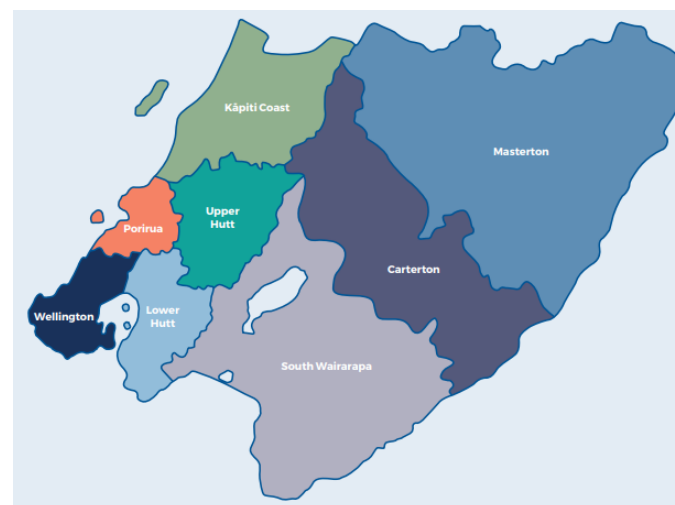 Kāpiti Coast
Masterton
Upper
Hutt
Porirua
Carterton
Wellington
Lower
Hutt
South Wairarapa